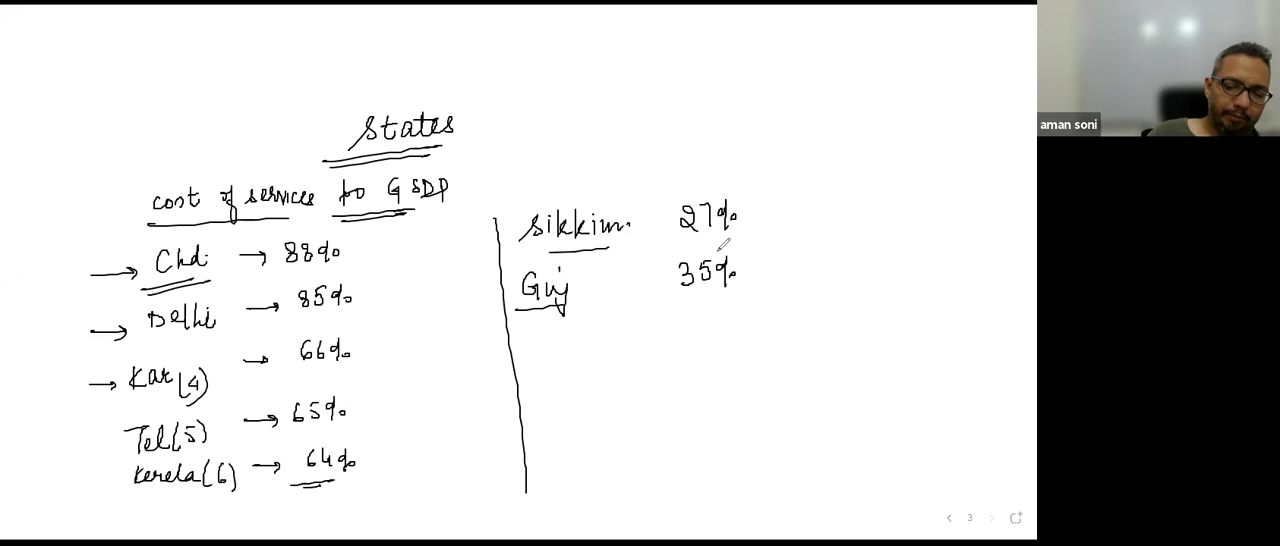 States
cost of services to GSDP
Chd. → 88%
Delhi → 85%
Kar (4) → 66%
Tel (5) → 65%
Kerela (6) → 64%
Sikkim. 27%
Guj 35%
aman soni
3